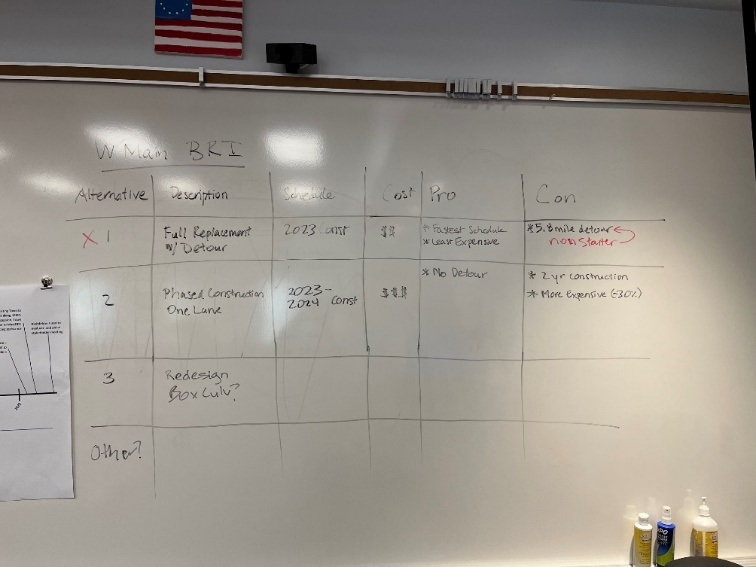 W Main BRI
Alternative Description Schedule Cost Pro Con
X 1 Full Replacement 2023 const $$ * Fastest Schedule *5.8 mile detour
w/ Detour * Least Expensive non starter
2 Phased Construction 2023- $$$ * No Detour * 2 yr construction
One Lane 2024 Const * More Expensive (~30%)
3 Redesign
Box Culv?
Other?